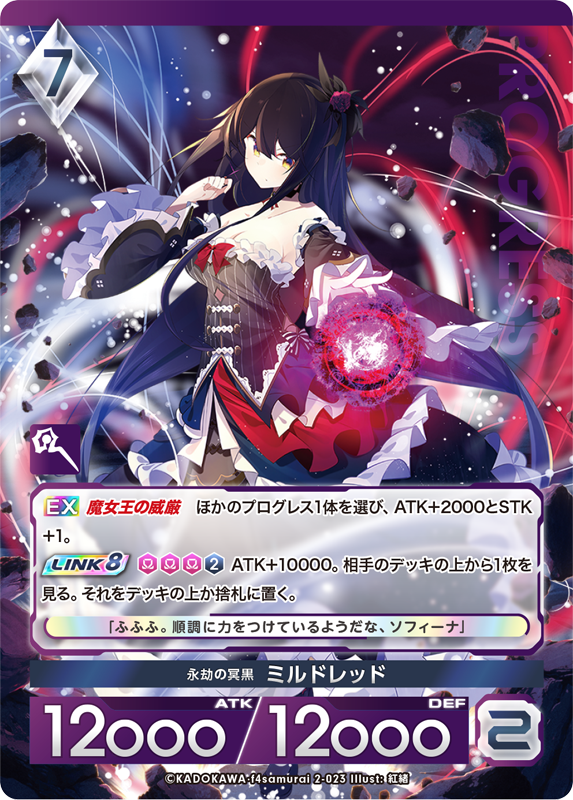 7
PROGRESS
EX 魔女王の威厳 ほかのプログレス1体を選び、ATK+2000とSTK
+1。
LINK 8 Ω Ω Ω 2 ATK+10000。相手のデッキの上から1枚を
見る。それをデッキの上か捨札に置く。
「ふふふ。順調に力をつけているようだな、ソフィーナ」
永劫の冥黒 ミルドレッド
ATK DEF
12000/12000 2
©KADOKAWA・f4samurai 2-023 Illust: 紅緒